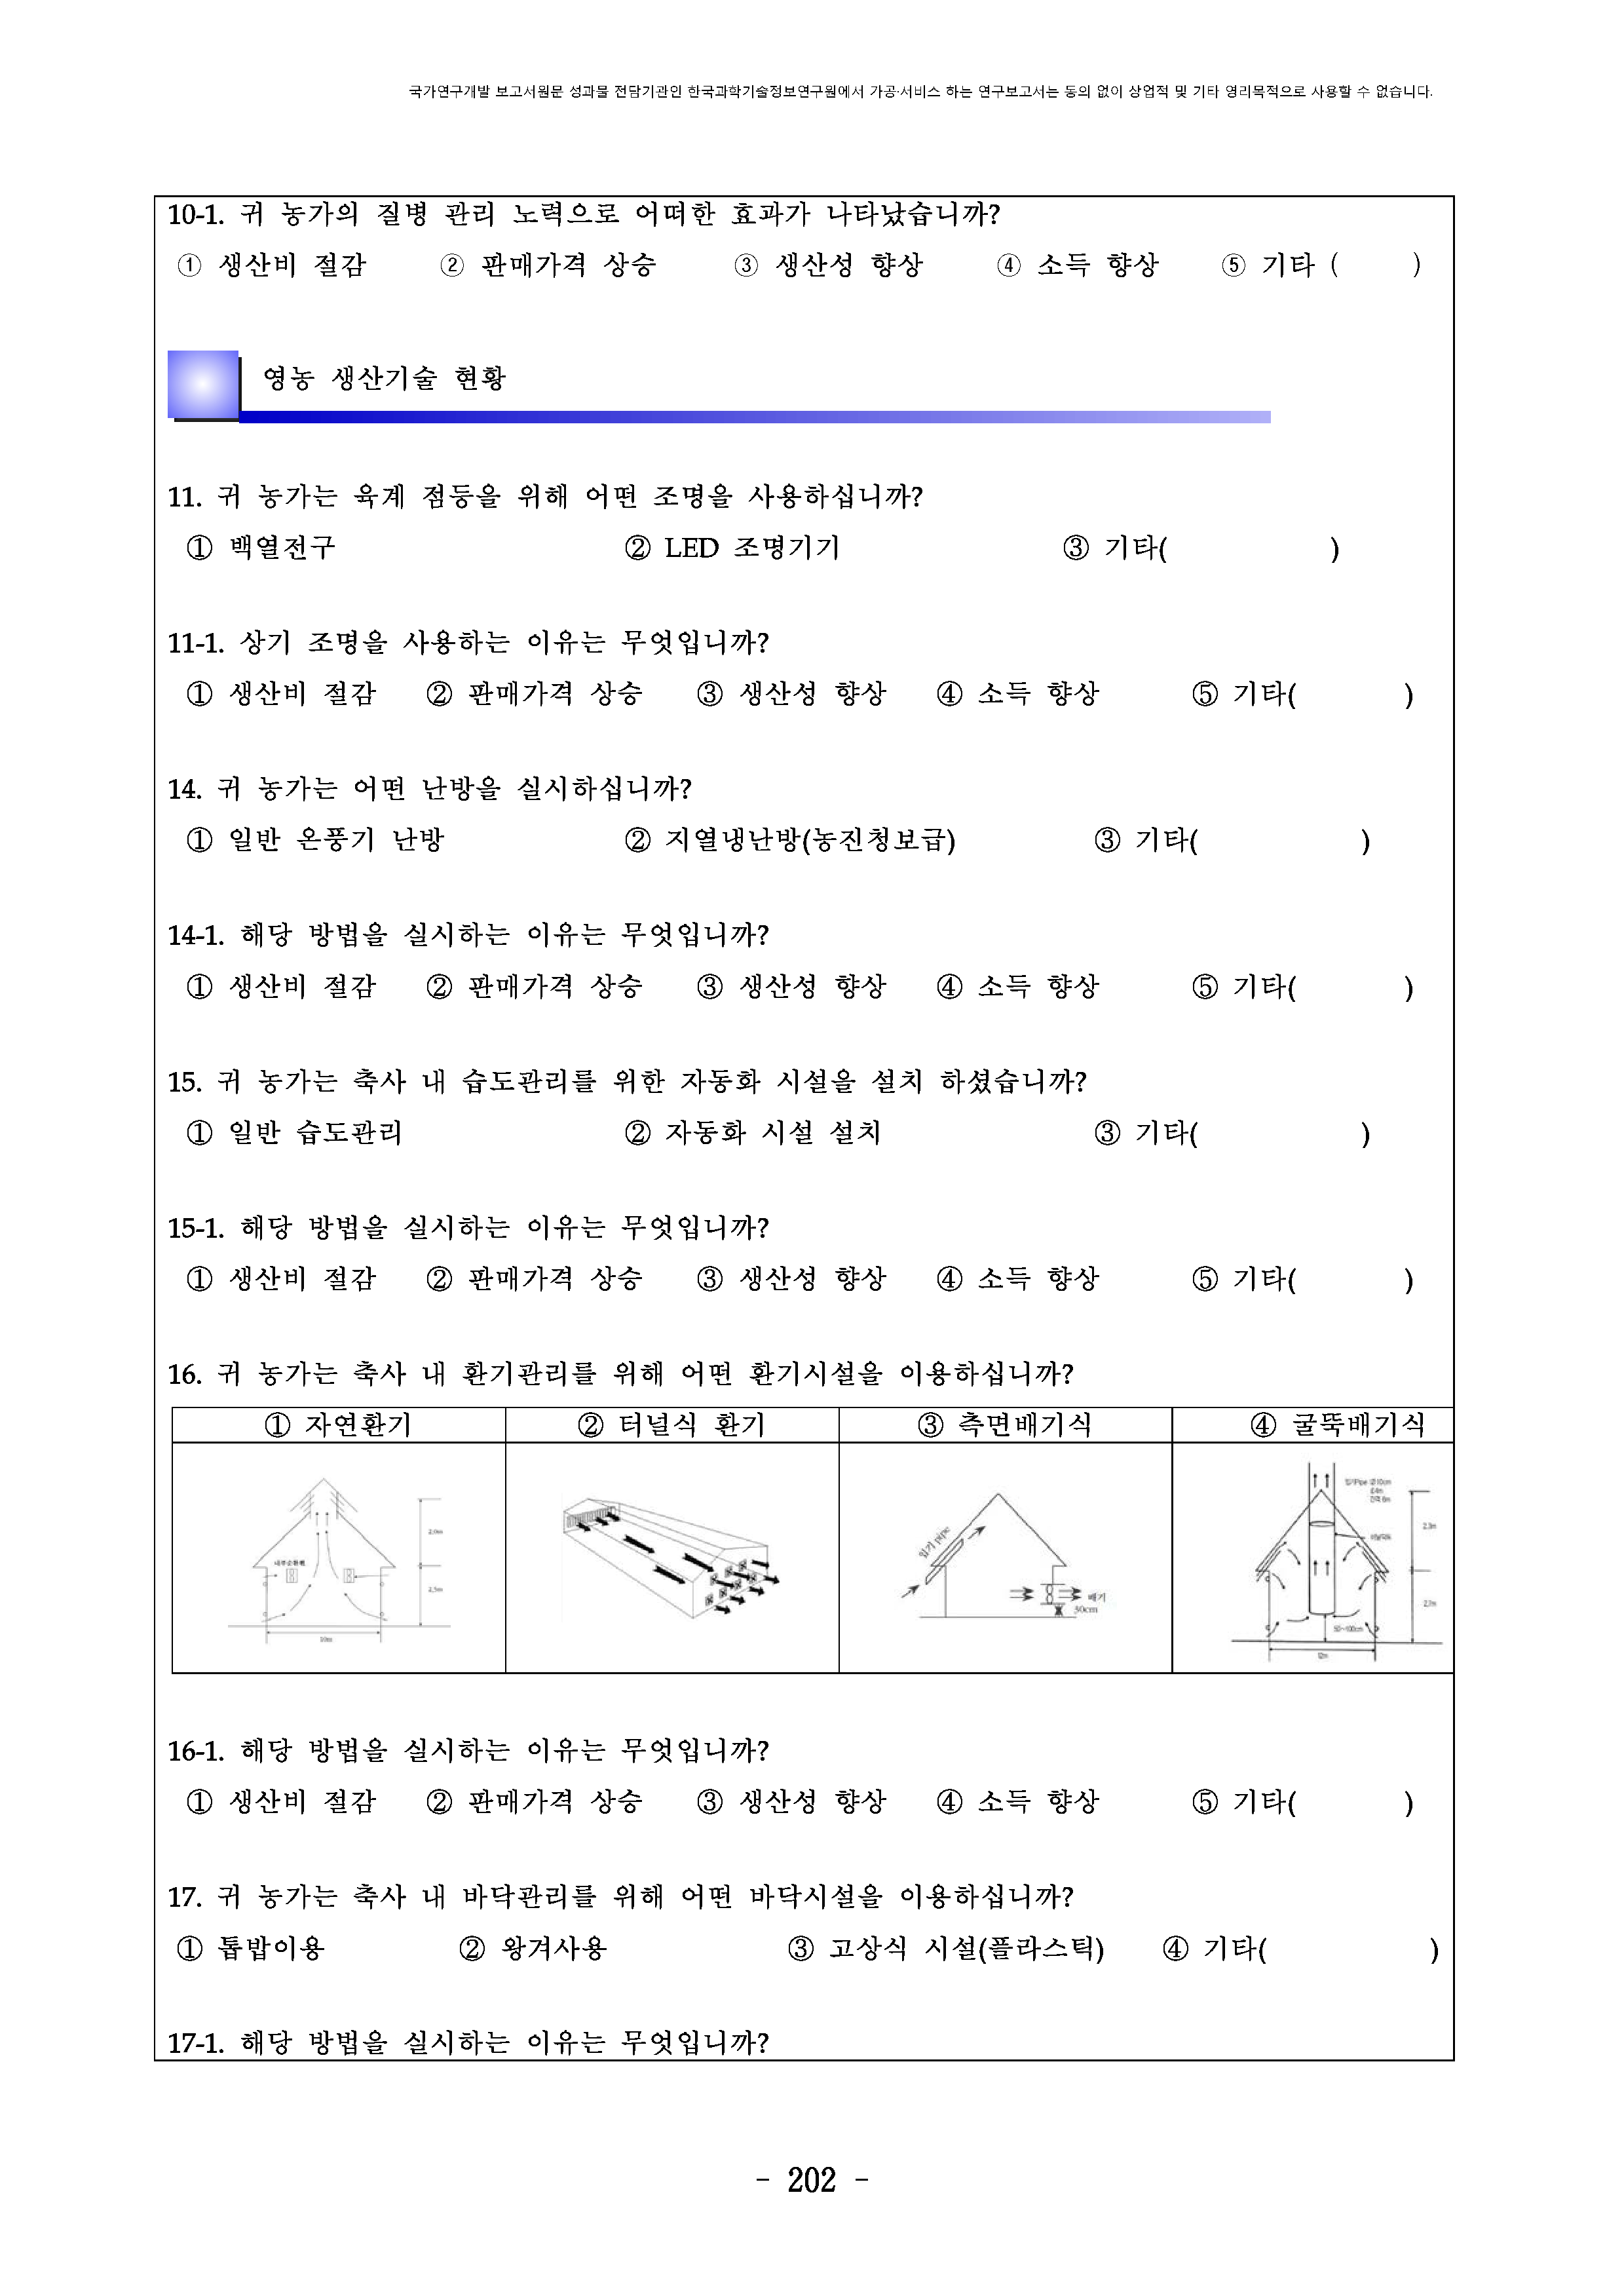 국가연구개발 보고서원문 성과물 전담기관인 한국과학기술정보연구원에서 가공·서비스 하는 연구보고서는 동의 없이 상업적 및 기타 영리목적으로 사용할 수 없습니다.
10-1. 귀 농가의 질병 관리 노력으로 어떠한 효과가 나타났습니까?
① 생산비 절감 ② 판매가격 상승 ③ 생산성 향상 ④ 소득 향상 ⑤ 기타 ( )
영농 생산기술 현황
11. 귀 농가는 육계 점등을 위해 어떤 조명을 사용하십니까?
① 백열전구 ② LED 조명기기 ③ 기타( )
11-1. 상기 조명을 사용하는 이유는 무엇입니까?
① 생산비 절감 ② 판매가격 상승 ③ 생산성 향상 ④ 소득 향상 ⑤ 기타( )
14. 귀 농가는 어떤 난방을 실시하십니까?
① 일반 온풍기 난방 ② 지열냉난방(농진청보급) ③ 기타( )
14-1. 해당 방법을 실시하는 이유는 무엇입니까?
① 생산비 절감 ② 판매가격 상승 ③ 생산성 향상 ④ 소득 향상 ⑤ 기타( )
15. 귀 농가는 축사 내 습도관리를 위한 자동화 시설을 설치 하셨습니까?
① 일반 습도관리 ② 자동화 시설 설치 ③ 기타( )
15-1. 해당 방법을 실시하는 이유는 무엇입니까?
① 생산비 절감 ② 판매가격 상승 ③ 생산성 향상 ④ 소득 향상 ⑤ 기타( )
16. 귀 농가는 축사 내 환기관리를 위해 어떤 환기시설을 이용하십니까?
① 자연환기 ② 터널식 환기 ③ 측면배기식 ④ 굴뚝배기식
2.0m
2.5m
10m
입기 pipe
배기
30cm
2.3m
2.7m
50~100cm
12m
16-1. 해당 방법을 실시하는 이유는 무엇입니까?
① 생산비 절감 ② 판매가격 상승 ③ 생산성 향상 ④ 소득 향상 ⑤ 기타( )
17. 귀 농가는 축사 내 바닥관리를 위해 어떤 바닥시설을 이용하십니까?
① 톱밥이용 ② 왕겨사용 ③ 고상식 시설(플라스틱) ④ 기타( )
17-1. 해당 방법을 실시하는 이유는 무엇입니까?
- 202 -